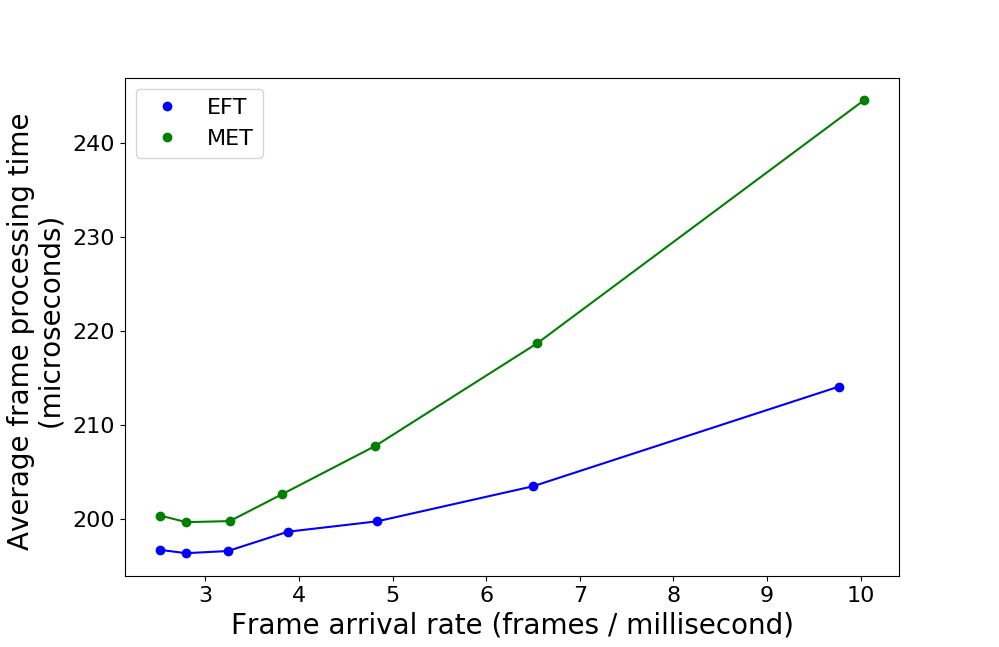 EFT
MET
Average frame processing time
(microseconds)
240
230
220
210
200
3 4 5 6 7 8 9 10
Frame arrival rate (frames / millisecond)